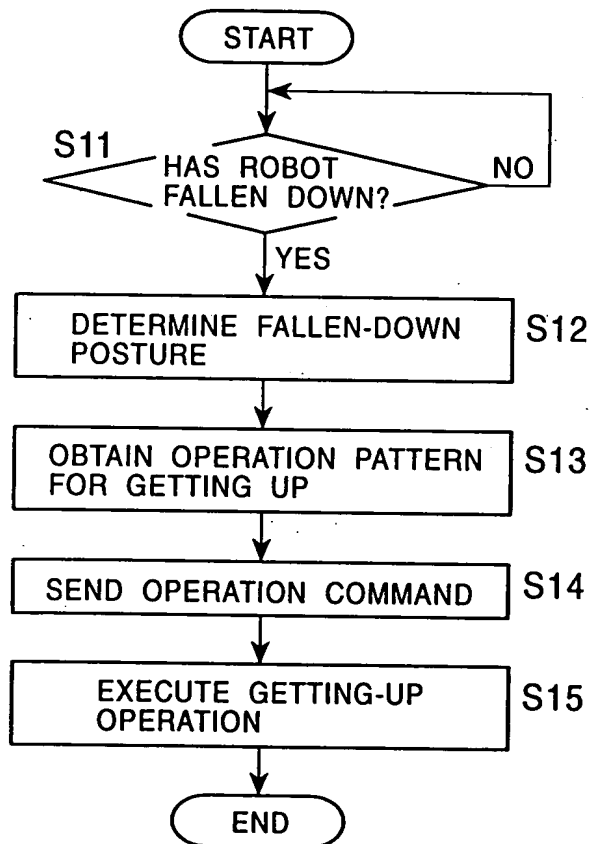 START
S11
HAS ROBOT
FALLEN DOWN?
NO
YES
DETERMINE FALLEN-DOWN
POSTURE
S12
OBTAIN OPERATION PATTERN
FOR GETTING UP
S13
SEND OPERATION COMMAND
S14
EXECUTE GETTING-UP
OPERATION
S15
END